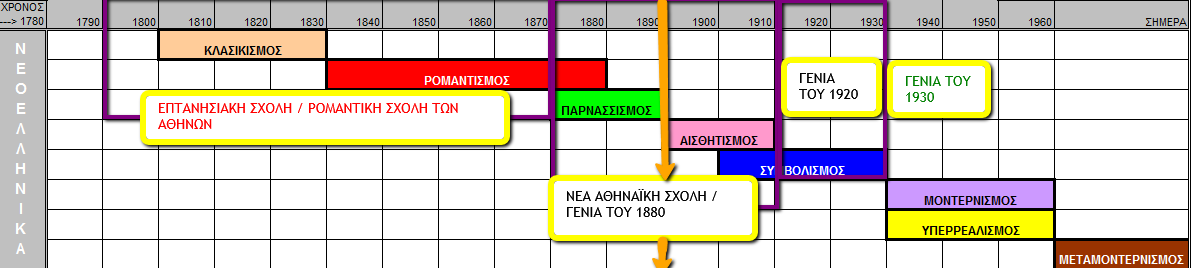 ΧΡΟΝΟΣ
---> 1780 1790 1800 1810 1820 1830 1840 1850 1860 1870 1880 1890 1900 1910 1920 1930 1940 1950 1960 ΣΗΜΕΡΑ
ΝΕΟΕΛΛΗΝΙΚΑ
ΚΛΑΣΙΚΙΣΜΟΣ
ΡΟΜΑΝΤΙΣΜΟΣ
ΕΠΤΑΝΗΣΙΑΚΗ ΣΧΟΛΗ / ΡΟΜΑΝΤΙΚΗ ΣΧΟΛΗ ΤΩΝ
ΑΘΗΝΩΝ
ΠΑΡΝΑΣΣΙΣΜΟΣ
ΓΕΝΙΑ
ΤΟΥ 1920
ΓΕΝΙΑ ΤΟΥ
1930
ΑΙΣΘΗΤΙΣΜΟΣ
ΣΥΜΒΟΛΙΣΜΟΣ
ΝΕΑ ΑΘΗΝΑΪΚΗ ΣΧΟΛΗ /
ΓΕΝΙΑ ΤΟΥ 1880
ΜΟΝΤΕΡΝΙΣΜΟΣ
ΥΠΕΡΡΕΑΛΙΣΜΟΣ
ΜΕΤΑΜΟΝΤΕΡΝΙΣΜΟΣ